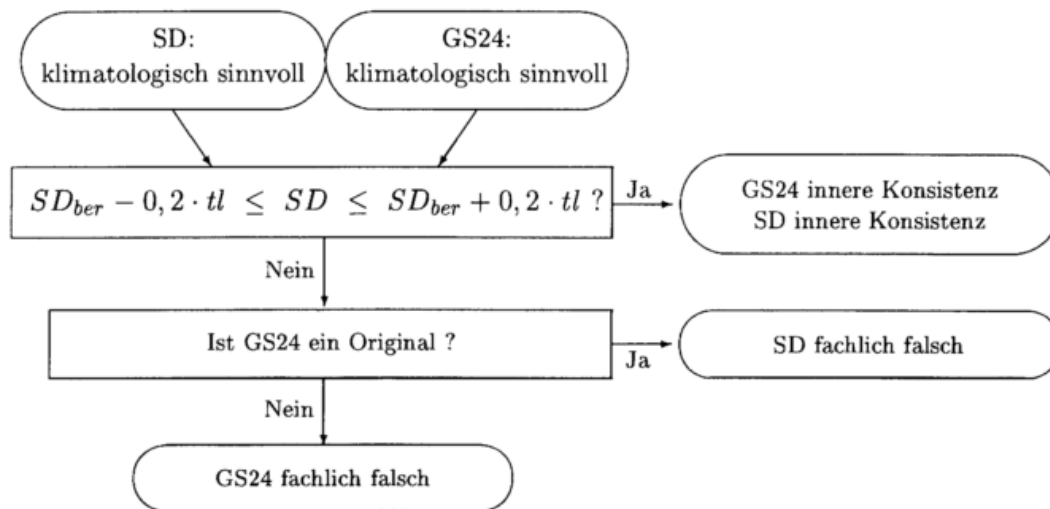 SD:
klimatologisch sinnvoll
GS24:
klimatologisch sinnvoll
SD_ber − 0,2 · tl ≤ SD ≤ SD_ber + 0,2 · tl ?
Ja
GS24 innere Konsistenz
SD innere Konsistenz
Nein
Ist GS24 ein Original ?
Ja
SD fachlich falsch
Nein
GS24 fachlich falsch